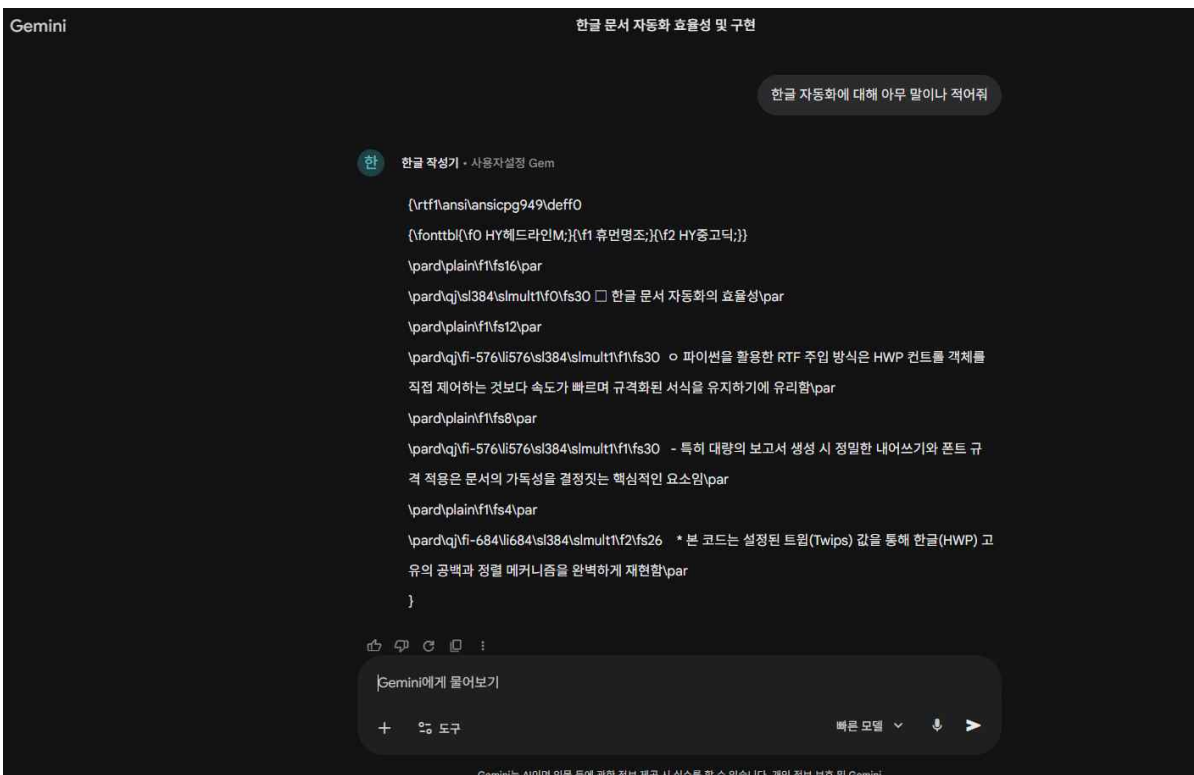 Gemini
한글 문서 자동화 효율성 및 구현
한글 자동화에 대해 아무 말이나 적어줘
한
한글 작성기 • 사용자설정 Gem
{\rtf1\ansi\ansicpg949\deff0
{\fonttbl{\f0 HY헤드라인M;}{\f1 휴먼명조;}{\f2 HY중고딕;}}
\pard\plain\f1\fs16\par
\pard\qj\sl384\slmult1\f0\fs30 □ 한글 문서 자동화의 효율성\par
\pard\plain\f1\fs12\par
\pard\qj\fi-576\li576\sl384\slmult1\f1\fs30 ㅇ 파이썬을 활용한 RTF 주입 방식은 HWP 컨트롤 객체를
직접 제어하는 것보다 속도가 빠르며 규격화된 서식을 유지하기에 유리함\par
\pard\plain\f1\fs8\par
\pard\qj\fi-576\li576\sl384\slmult1\f1\fs30 - 특히 대량의 보고서 생성 시 정밀한 내어쓰기와 폰트 규
격 적용은 문서의 가독성을 결정짓는 핵심적인 요소임\par
\pard\plain\f1\fs4\par
\pard\qj\fi-684\li684\sl384\slmult1\f2\fs26 * 본 코드는 설정된 트윕(Twips) 값을 통해 한글(HWP) 고
유의 공백과 정렬 메커니즘을 완벽하게 재현함\par
}
Gemini에게 물어보기
도구
빠른 모델